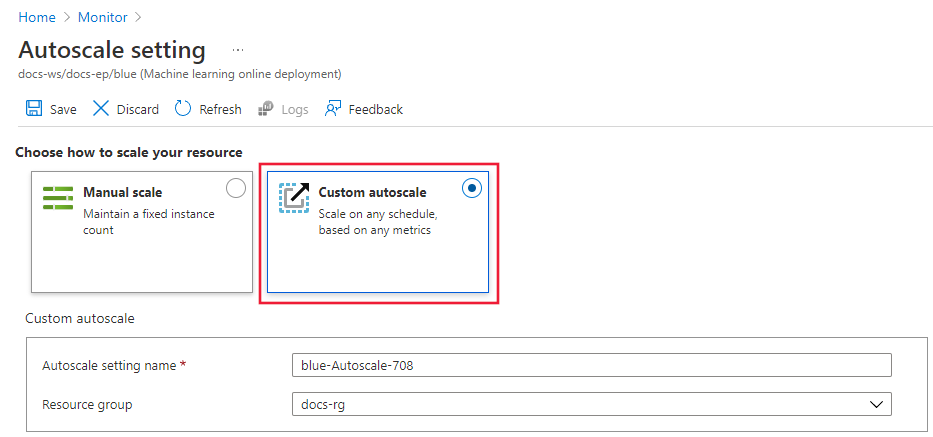 Home > Monitor >
Autoscale setting ...
docs-ws/docs-ep/blue (Machine learning online deployment)
Save Discard Refresh Logs Feedback
Choose how to scale your resource
Manual scale
Maintain a fixed instance
count
Custom autoscale
Scale on any schedule,
based on any metrics
Custom autoscale
Autoscale setting name * blue-Autoscale-708
Resource group docs-rg